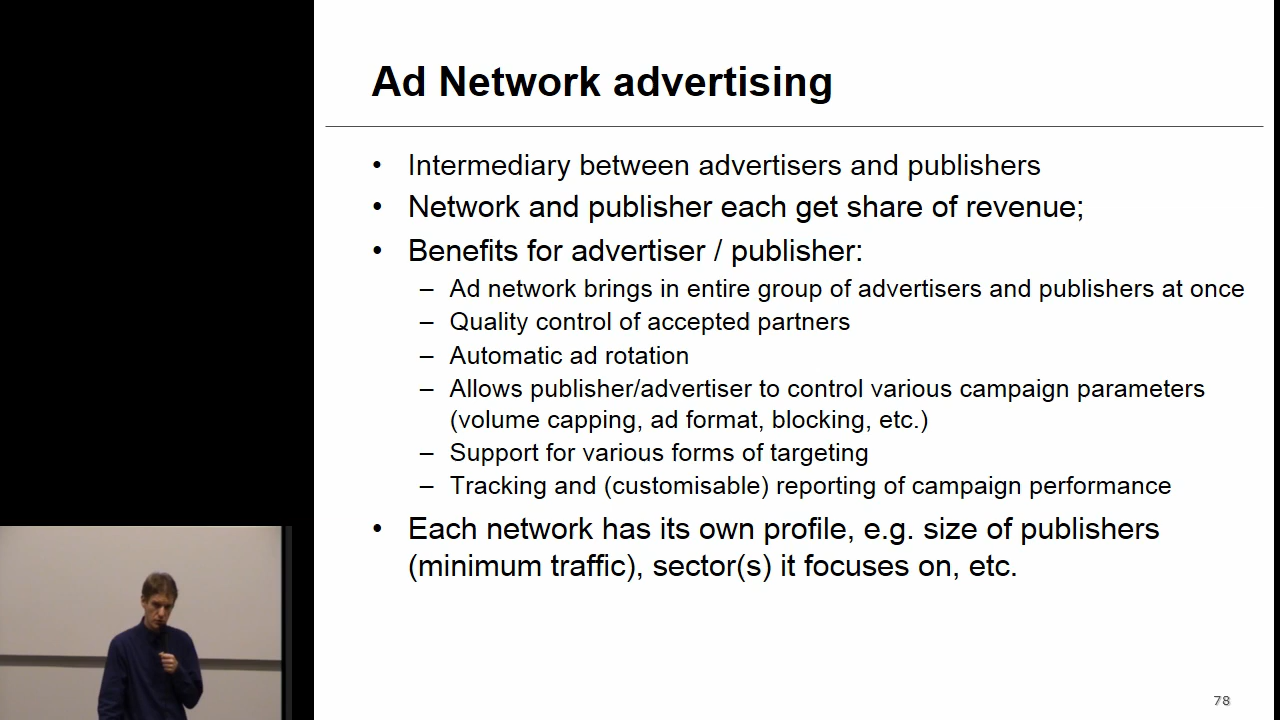 Ad Network advertising
• Intermediary between advertisers and publishers
• Network and publisher each get share of revenue;
• Benefits for advertiser / publisher:
– Ad network brings in entire group of advertisers and publishers at once
– Quality control of accepted partners
– Automatic ad rotation
– Allows publisher/advertiser to control various campaign parameters
(volume capping, ad format, blocking, etc.)
– Support for various forms of targeting
– Tracking and (customisable) reporting of campaign performance
• Each network has its own profile, e.g. size of publishers
(minimum traffic), sector(s) it focuses on, etc.
78